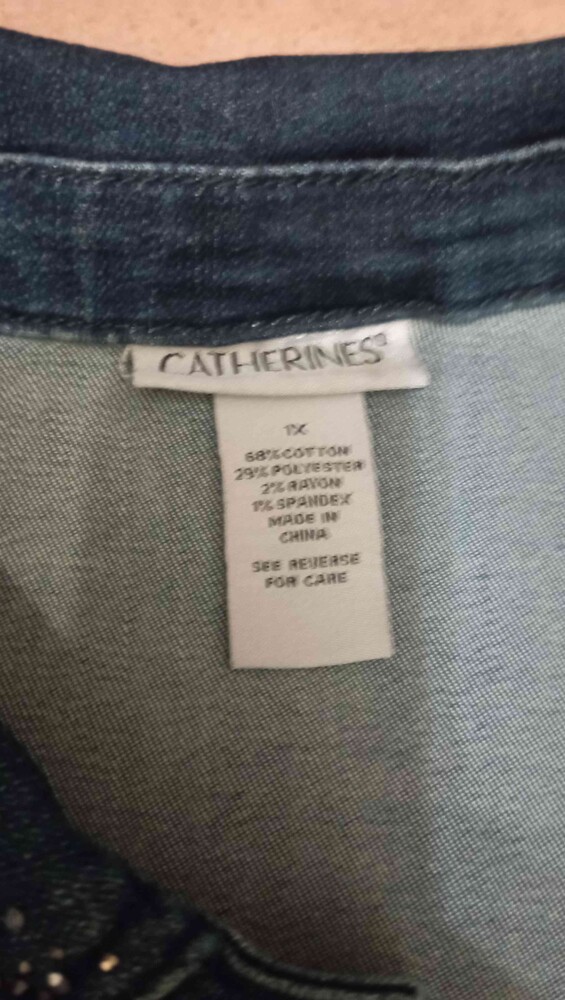 CATHERINES®
1X
68% COTTON
29% POLYESTER
2% RAYON
1% SPANDEX
MADE IN
CHINA
SEE REVERSE
FOR CARE